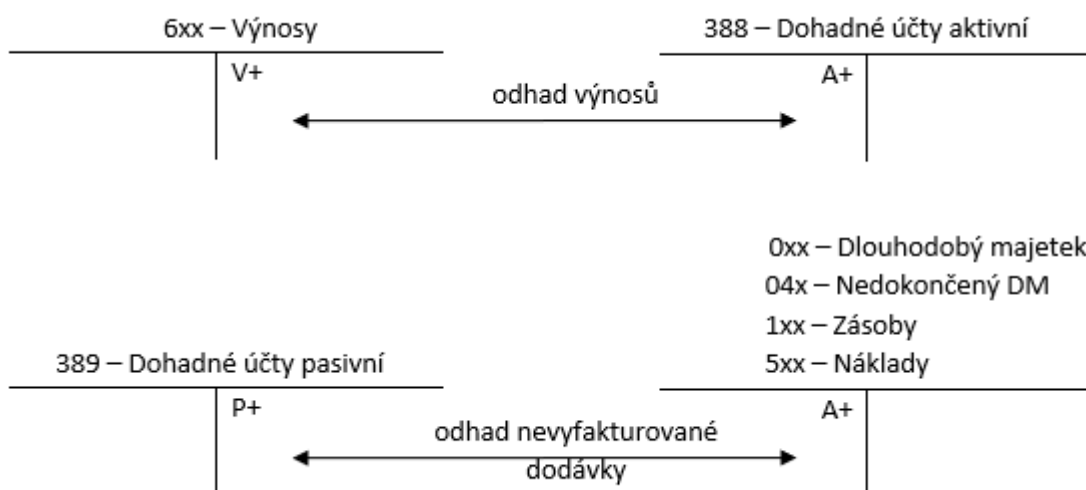 6xx – Výnosy
388 – Dohadné účty aktivní
V+
A+
odhad výnosů
0xx – Dlouhodobý majetek
04x – Nedokončený DM
1xx – Zásoby
389 – Dohadné účty pasivní
5xx – Náklady
P+
A+
odhad nevyfakturované
dodávky